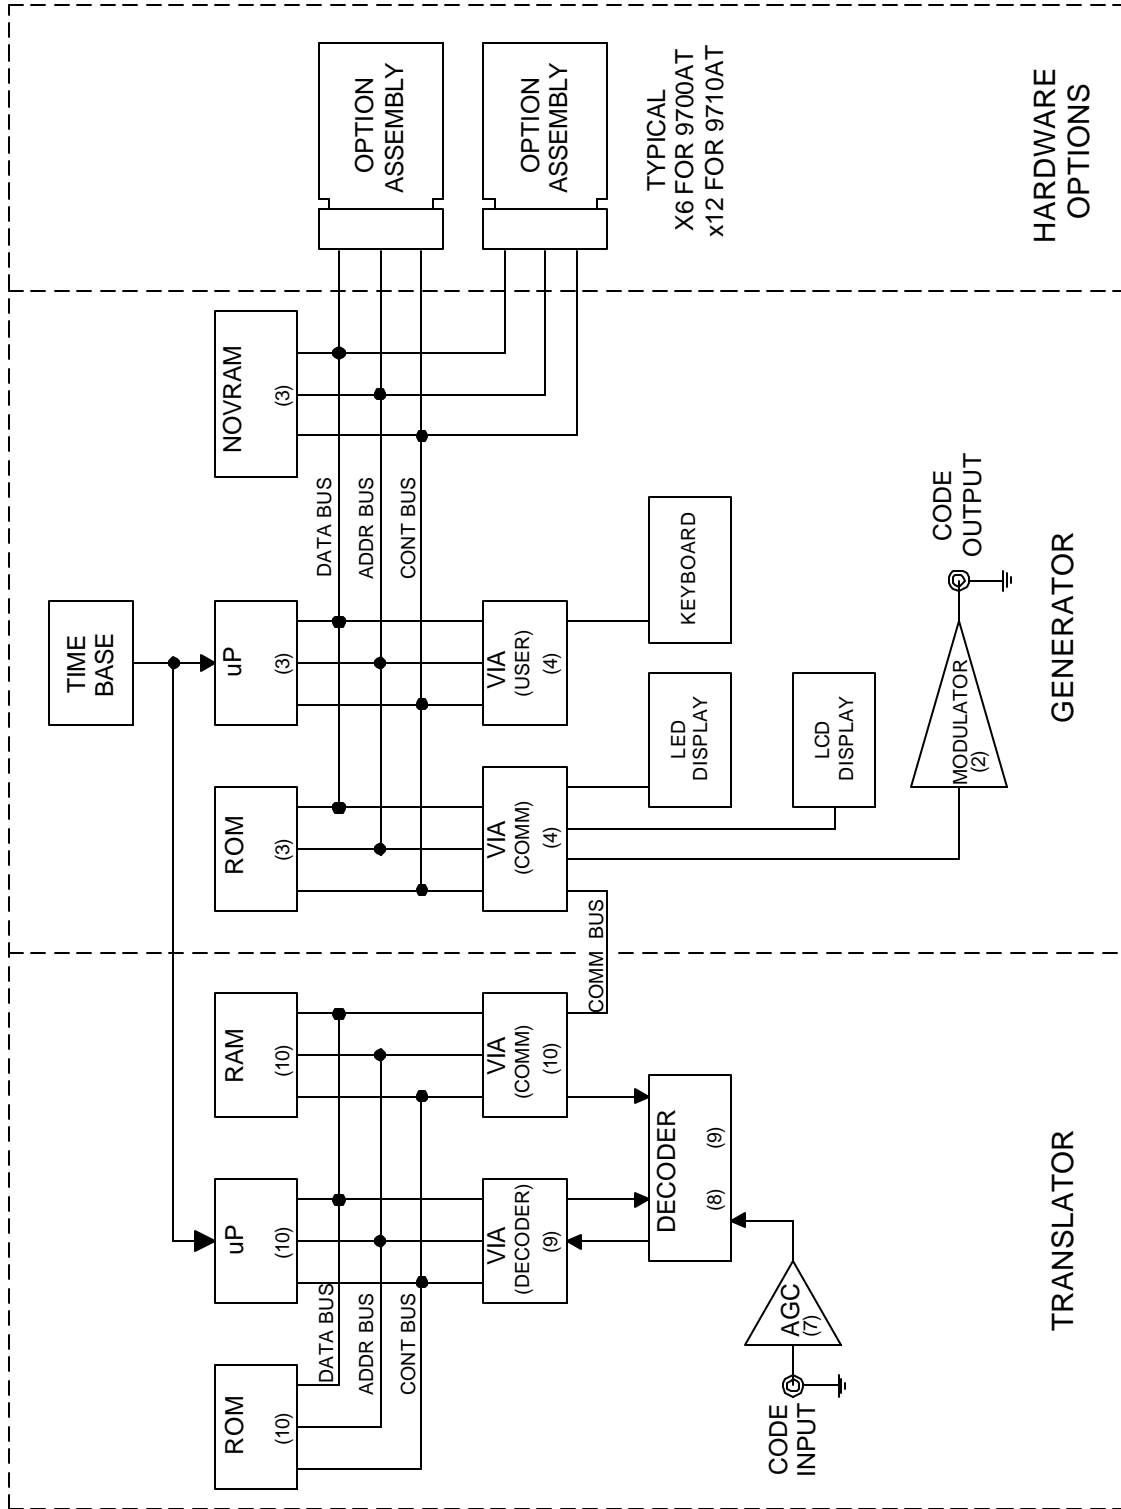 TIME
BASE
ROM
(10)
uP
(10)
RAM
(10)
ROM
(3)
uP
(3)
NOVRAM
(3)
DATA BUS
ADDR BUS
CONT BUS
DATA BUS
ADDR BUS
CONT BUS
OPTION
ASSEMBLY
OPTION
ASSEMBLY
VIA
(DECODER)
(9)
VIA
(COMM)
(10)
COMM BUS
VIA
(COMM)
(4)
VIA
(USER)
(4)
DECODER
(8)
(9)
LED
DISPLAY
KEYBOARD
TYPICAL
X6 FOR 9700AT
x12 FOR 9710AT
CODE
INPUT
AGC
(7)
LCD
DISPLAY
MODULATOR
(2)
CODE
OUTPUT
TRANSLATOR
GENERATOR
HARDWARE
OPTIONS